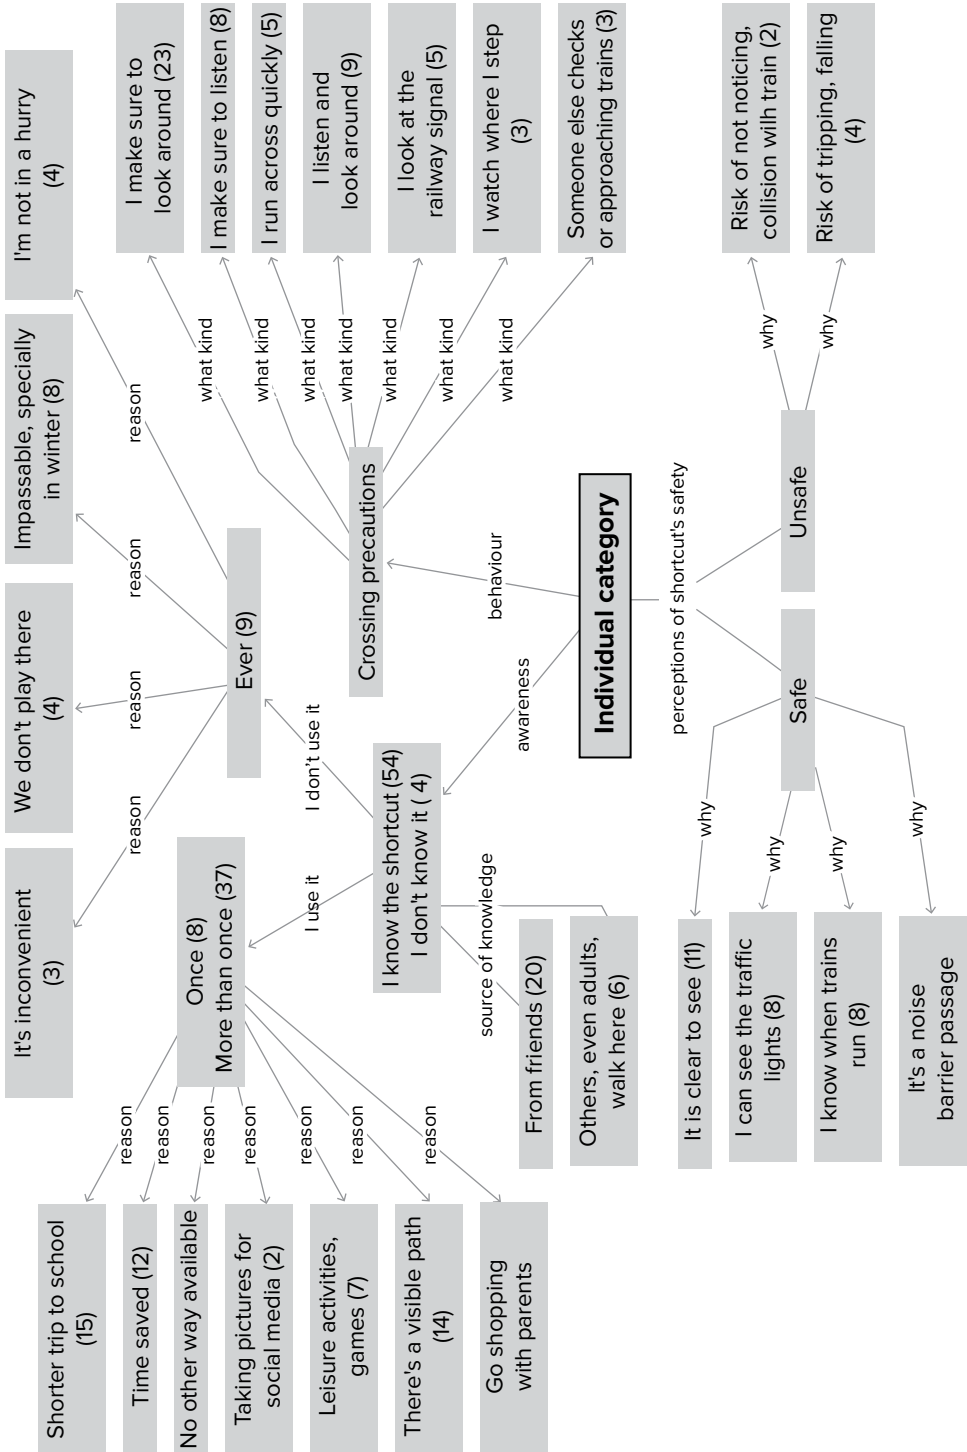 Shorter trip to school
(15)
Time saved (12)
No other way available
Taking pictures for
social media (2)
Leisure activities,
games (7)
There's a visible path
(14)
Go shopping
with parents
reason
reason
reason
reason
reason
reason
reason
Once (8)
More than once (37)
It's inconvenient
(3)
We don't play there
(4)
Impassable, specially
in winter (8)
I'm not in a hurry
(4)
reason
reason
reason
reason
Ever (9)
I use it
I don't use it
I know the shortcut (54)
I don't know it ( 4)
source of knowledge
From friends (20)
Others, even adults,
walk here (6)
awareness
behaviour
Crossing precautions
what kind
what kind
what kind
what kind
what kind
what kind
what kind
I make sure to
look around (23)
I make sure to listen (8)
I run across quickly (5)
I listen and
look around (9)
I look at the
railway signal (5)
I watch where I step
(3)
Someone else checks
or approaching trains (3)
Individual category
perceptions of shortcut's safety
Safe
why
why
why
why
It is clear to see (11)
I can see the traffic
lights (8)
I know when trains
run (8)
It's a noise
barrier passage
Unsafe
why
why
Risk of not noticing,
collision wilh train (2)
Risk of tripping, falling
(4)